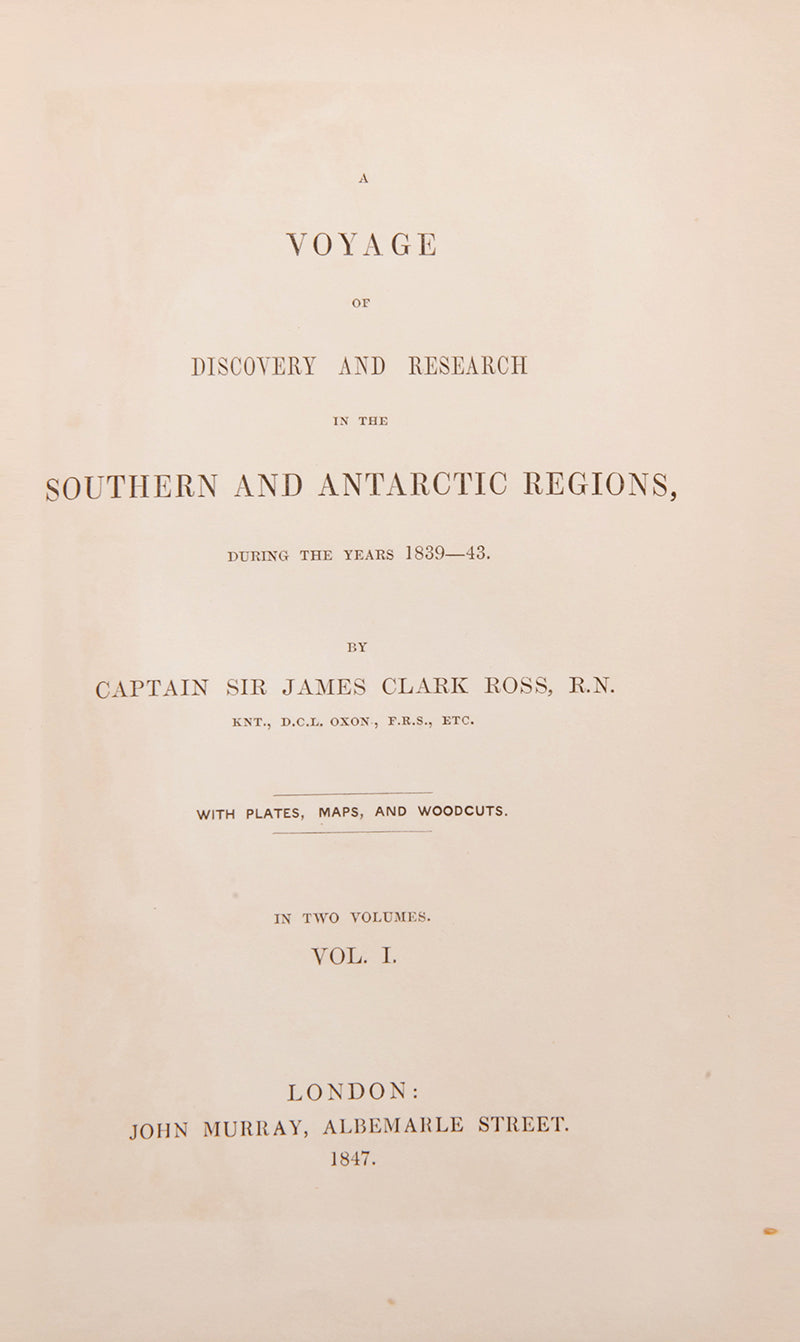 A
VOYAGE
OF
DISCOVERY AND RESEARCH
IN THE
SOUTHERN AND ANTARCTIC REGIONS,
DURING THE YEARS 1839—43.
BY
CAPTAIN SIR JAMES CLARK ROSS, R.N.
KNT., D.C.L. OXON., F.R.S., ETC.
WITH PLATES, MAPS, AND WOODCUTS.
IN TWO VOLUMES.
VOL. I.
LONDON:
JOHN MURRAY, ALBEMARLE STREET.
1847.